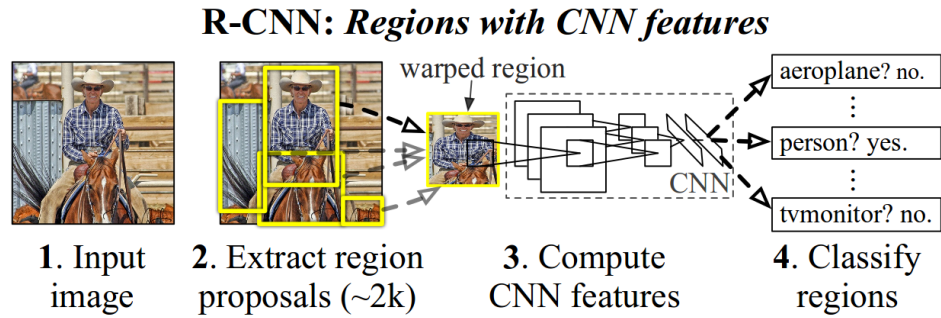 R-CNN: Regions with CNN features
warped region
aeroplane? no.
⋮
person? yes.
⋮
tvmonitor? no.
CNN
1. Input
image
2. Extract region
proposals (~2k)
3. Compute
CNN features
4. Classify
regions